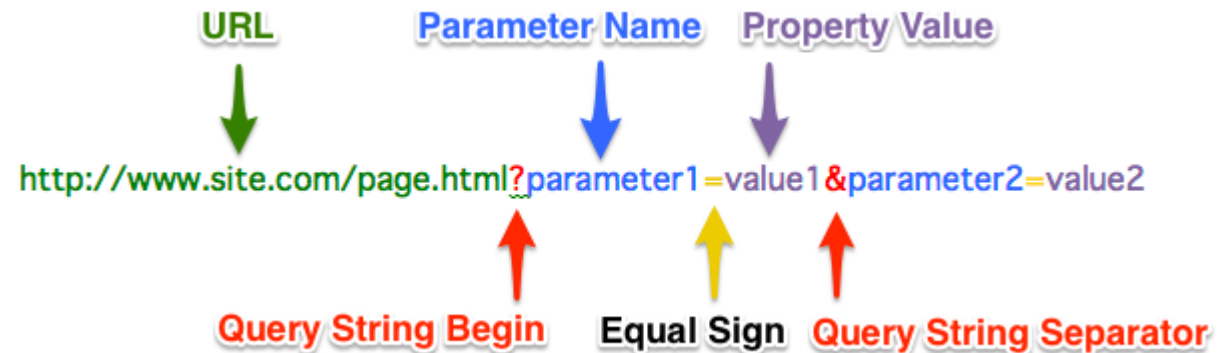 URL Parameter Name Property Value
http://www.site.com/page.html?parameter1=value1&parameter2=value2
Query String Begin Equal Sign Query String Separator